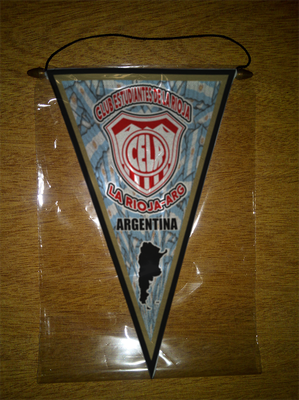 CLUB ESTUDIANTES DE LA RIOJA
CELR
LA RIOJA-ARG
ARGENTINA